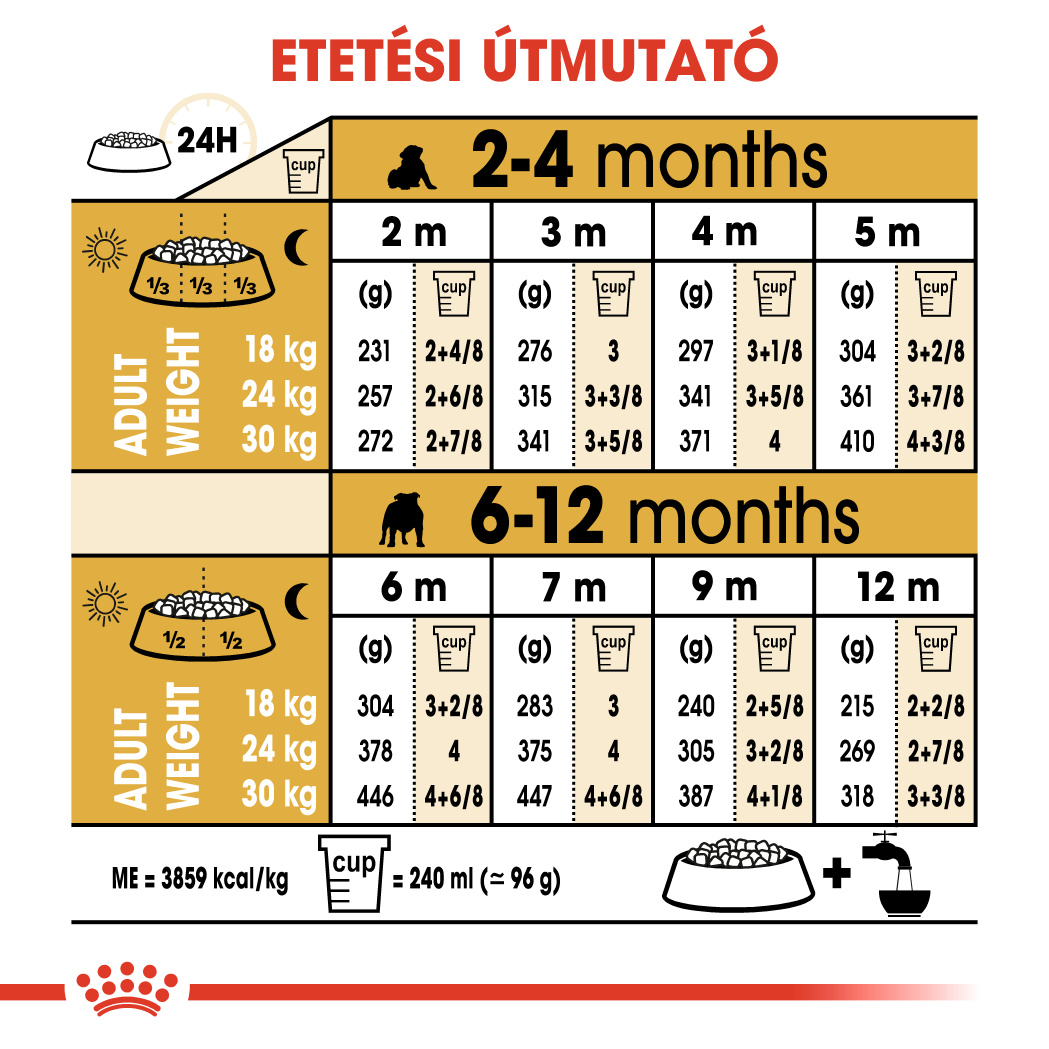 ETETÉSI ÚTMUTATÓ
24H
cup
2-4 months
2 m 3 m 4 m 5 m
1/3 1/3 1/3
(g) cup (g) cup (g) cup (g) cup
ADULT WEIGHT
18 kg 231 2+4/8 276 3 297 3+1/8 304 3+2/8
24 kg 257 2+6/8 315 3+3/8 341 3+5/8 361 3+7/8
30 kg 272 2+7/8 341 3+5/8 371 4 410 4+3/8
6-12 months
6 m 7 m 9 m 12 m
1/2 1/2
(g) cup (g) cup (g) cup (g) cup
ADULT WEIGHT
18 kg 304 3+2/8 283 3 240 2+5/8 215 2+2/8
24 kg 378 4 375 4 305 3+2/8 269 2+7/8
30 kg 446 4+6/8 447 4+6/8 387 4+1/8 318 3+3/8
ME = 3859 kcal/kg cup = 240 ml (≃ 96 g) +